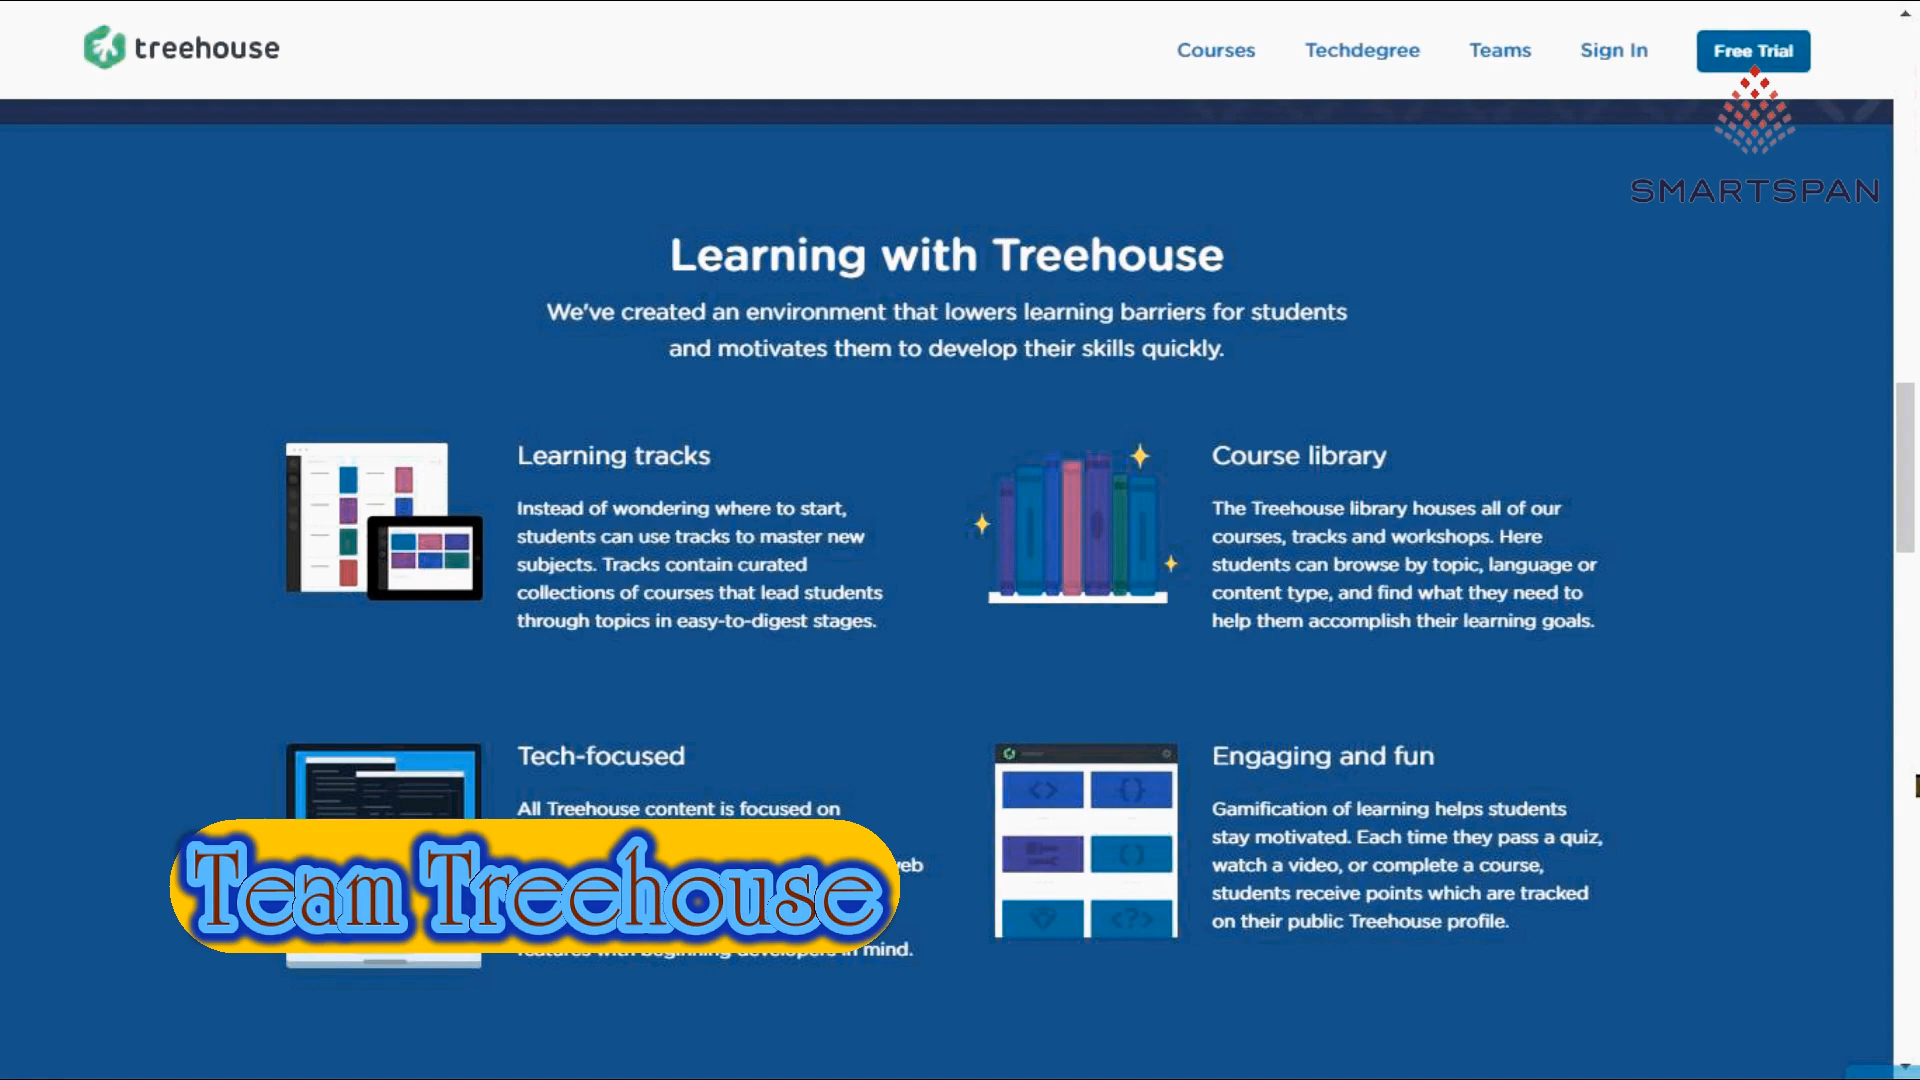 treehouse
Courses
Techdegree
Teams
Sign In
Free Trial
SMARTSPAN
Learning with Treehouse
We've created an environment that lowers learning barriers for students
and motivates them to develop their skills quickly.
Learning tracks
Instead of wondering where to start,
students can use tracks to master new
subjects. Tracks contain curated
collections of courses that lead students
through topics in easy-to-digest stages.
Course library
The Treehouse library houses all of our
courses, tracks and workshops. Here
students can browse by topic, language or
content type, and find what they need to
help them accomplish their learning goals.
Tech-focused
All Treehouse content is focused on
Team Treehouse
features with beginning developers in mind.
Engaging and fun
Gamification of learning helps students
stay motivated. Each time they pass a quiz,
watch a video, or complete a course,
students receive points which are tracked
on their public Treehouse profile.